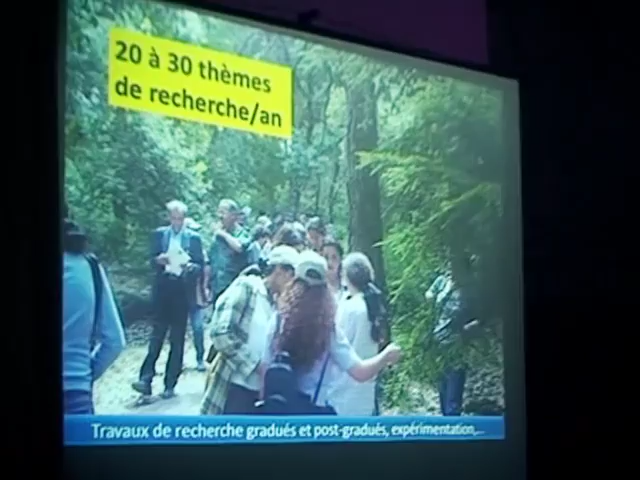 20 à 30 thèmes
de recherche/an
Travaux de recherche gradués et post-gradués, expérimentation,...